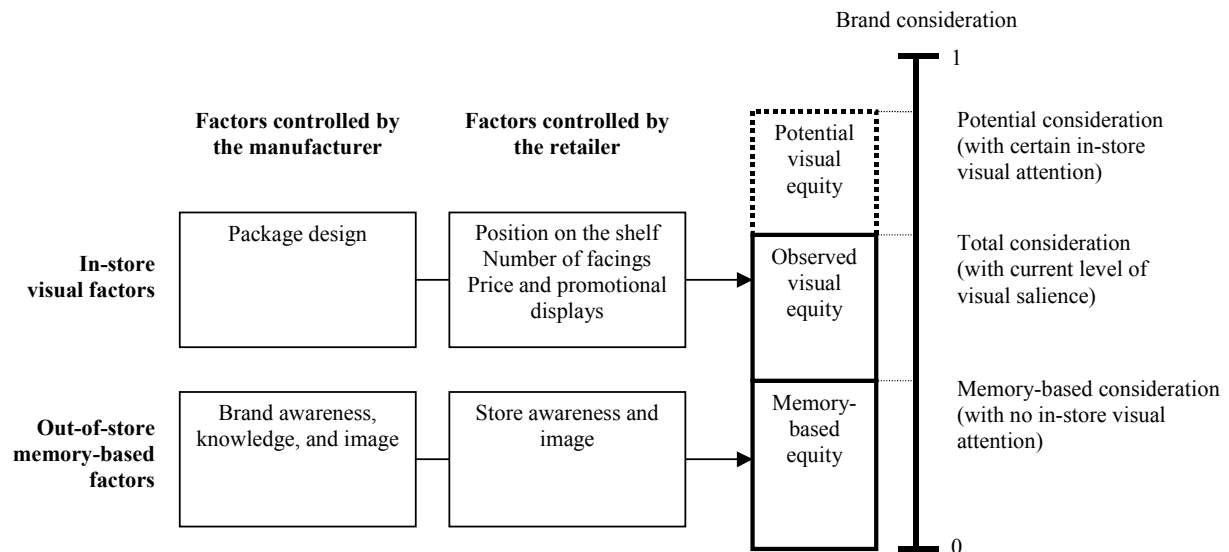 Brand consideration
1
Factors controlled by
the manufacturer
Factors controlled by
the retailer
Potential
visual
equity
Potential consideration
(with certain in-store
visual attention)
In-store
visual factors
Package design
Position on the shelf
Number of facings
Price and promotional
displays
Observed
visual
equity
Total consideration
(with current level of
visual salience)
Out-of-store
memory-based
factors
Brand awareness,
knowledge, and image
Store awareness and
image
Memory-
based
equity
Memory-based consideration
(with no in-store visual
attention)
0